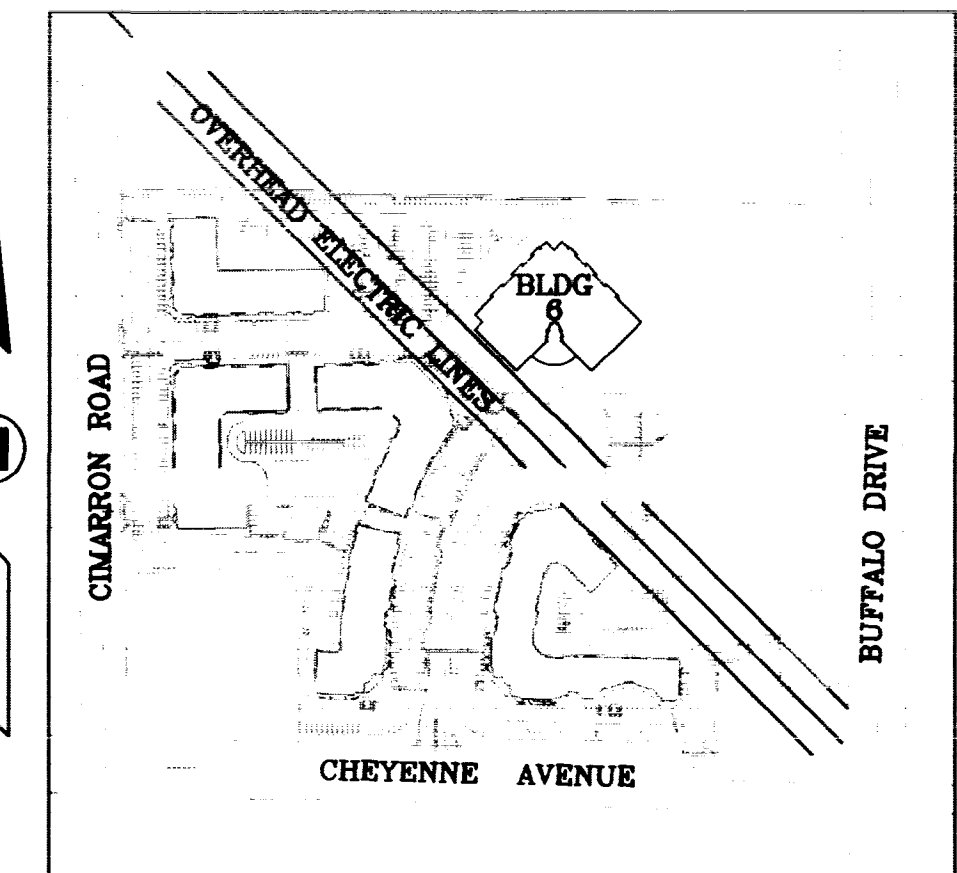 OVERHEAD ELECTRIC LINES
BLDG
6
CIMARRON ROAD
BUFFALO DRIVE
CHEYENNE AVENUE